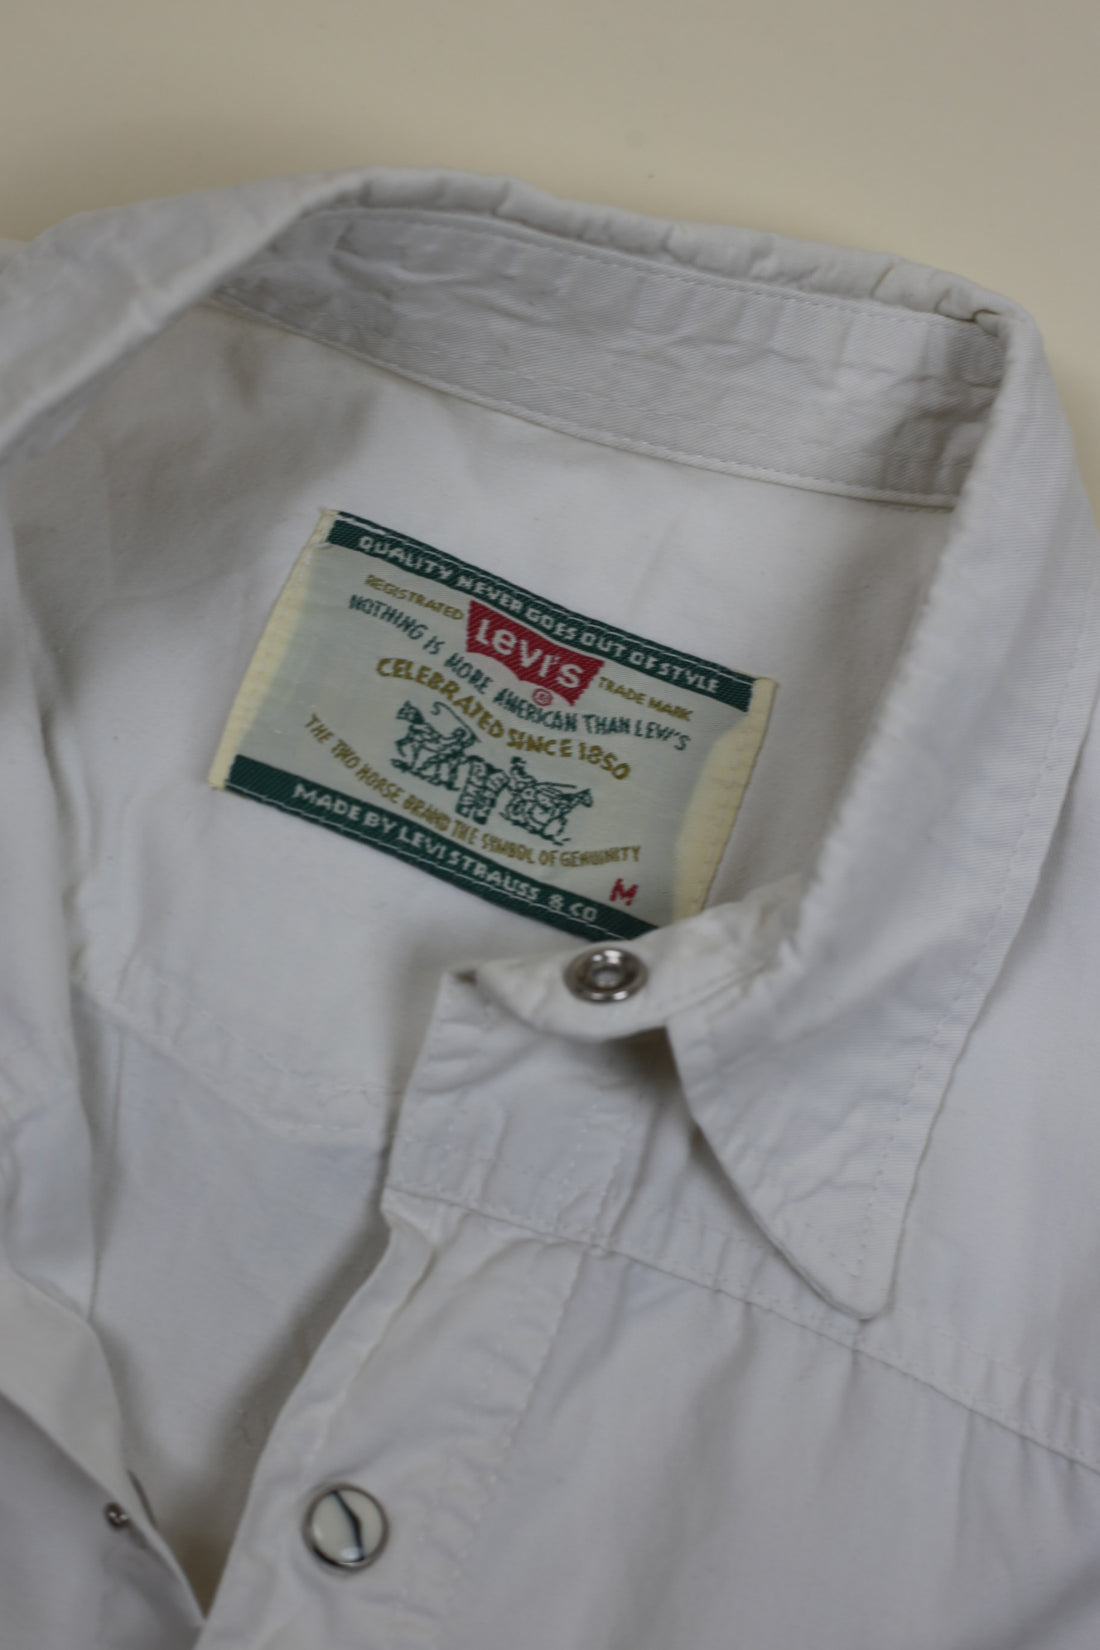 QUALITY NEVER GOES OUT OF STYLE
REGISTRATED Levi's ® TRADE MARK
NOTHING IS MORE AMERICAN THAN LEVI'S
CELEBRATED SINCE 1850
THE TWO HORSE BRAND THE SYMBOL OF GENUINITY
M
MADE BY LEVI STRAUSS & CO